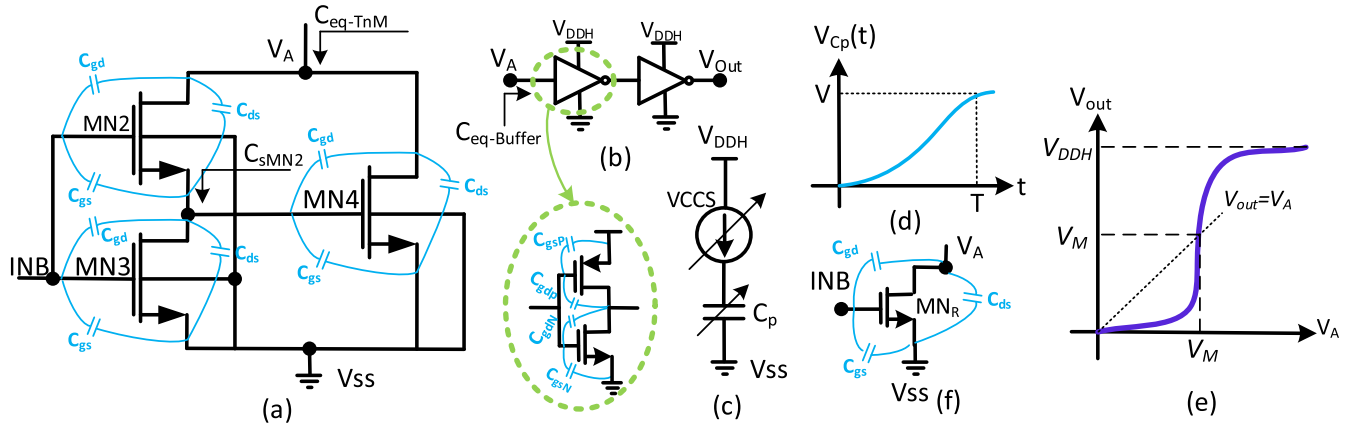 C_eq-TnM
V_A
C_gd
MN2
C_ds
C_sMN2
C_gs
C_gd
MN4
C_ds
C_gs
INB
MN3
C_gd
C_ds
C_gs
Vss
(a)
V_DDH
V_DDH
V_A
V_Out
C_eq-Buffer
(b)
C_gsP
C_gdp
C_gdN
C_gsN
V_DDH
VCCS
C_p
Vss
(c)
V_Cp(t)
V
t
T
(d)
C_gd
V_A
INB
MN_R
C_ds
C_gs
Vss
(f)
V_out
V_DDH
V_out=V_A
V_M
V_M
V_A
(e)